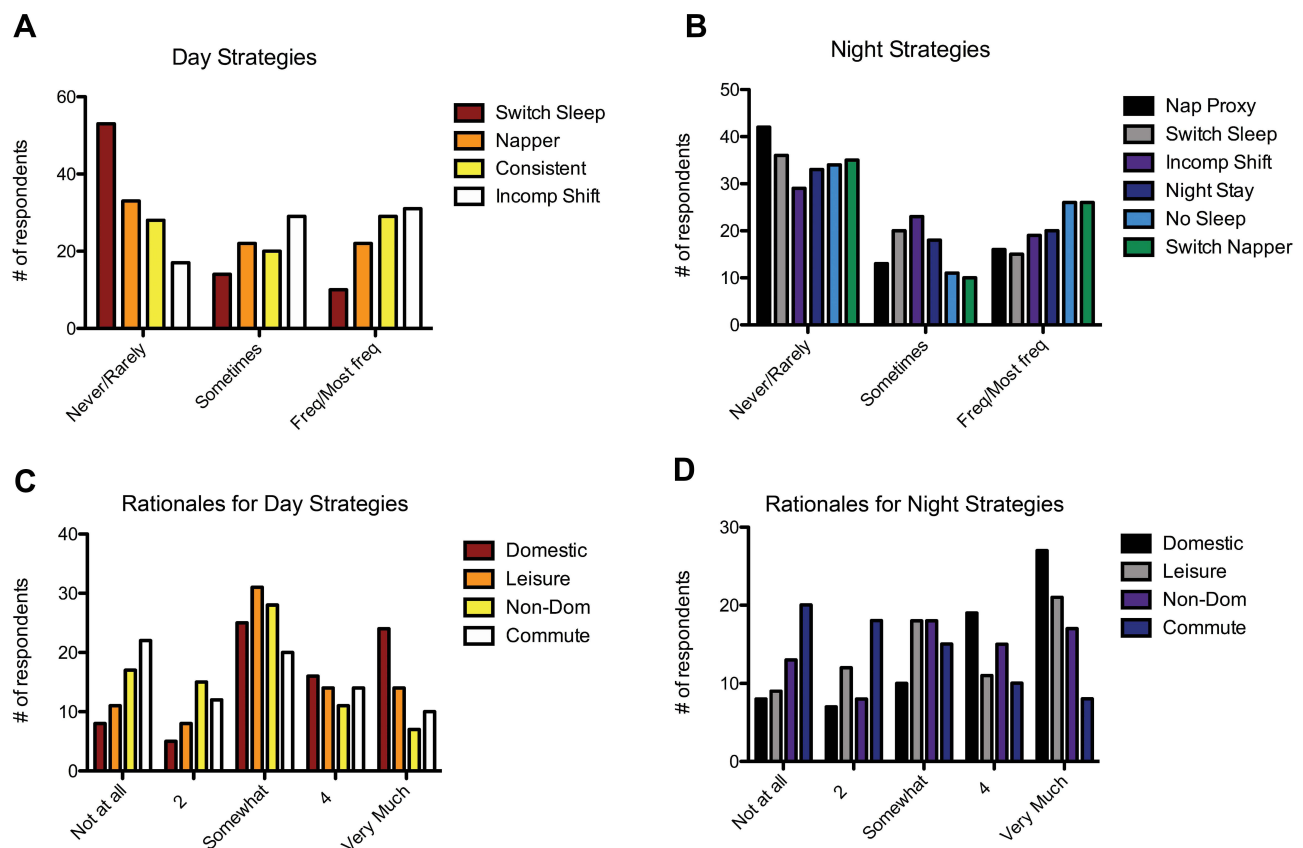 A
Day Strategies
# of respondents
60
40
20
0
Never/Rarely
Sometimes
Freq/Most freq
Switch Sleep
Napper
Consistent
Incomp Shift
B
Night Strategies
# of respondents
50
40
30
20
10
0
Never/Rarely
Sometimes
Freq/Most freq
Nap Proxy
Switch Sleep
Incomp Shift
Night Stay
No Sleep
Switch Napper
C
Rationales for Day Strategies
# of respondents
40
30
20
10
0
Not at all
2
Somewhat
4
Very Much
Domestic
Leisure
Non-Dom
Commute
D
Rationales for Night Strategies
# of respondents
30
20
10
0
Not at all
2
Somewhat
4
Very Much
Domestic
Leisure
Non-Dom
Commute